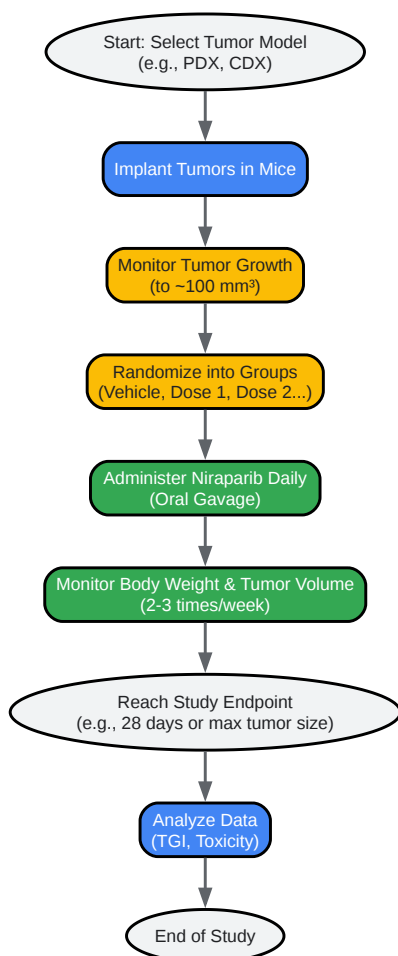 Start: Select Tumor Model
(e.g., PDX, CDX)
Implant Tumors in Mice
Monitor Tumor Growth
(to ~100 mm³)
Randomize into Groups
(Vehicle, Dose 1, Dose 2...)
Administer Niraparib Daily
(Oral Gavage)
Monitor Body Weight & Tumor Volume
(2-3 times/week)
Reach Study Endpoint
(e.g., 28 days or max tumor size)
Analyze Data
(TGI, Toxicity)
End of Study